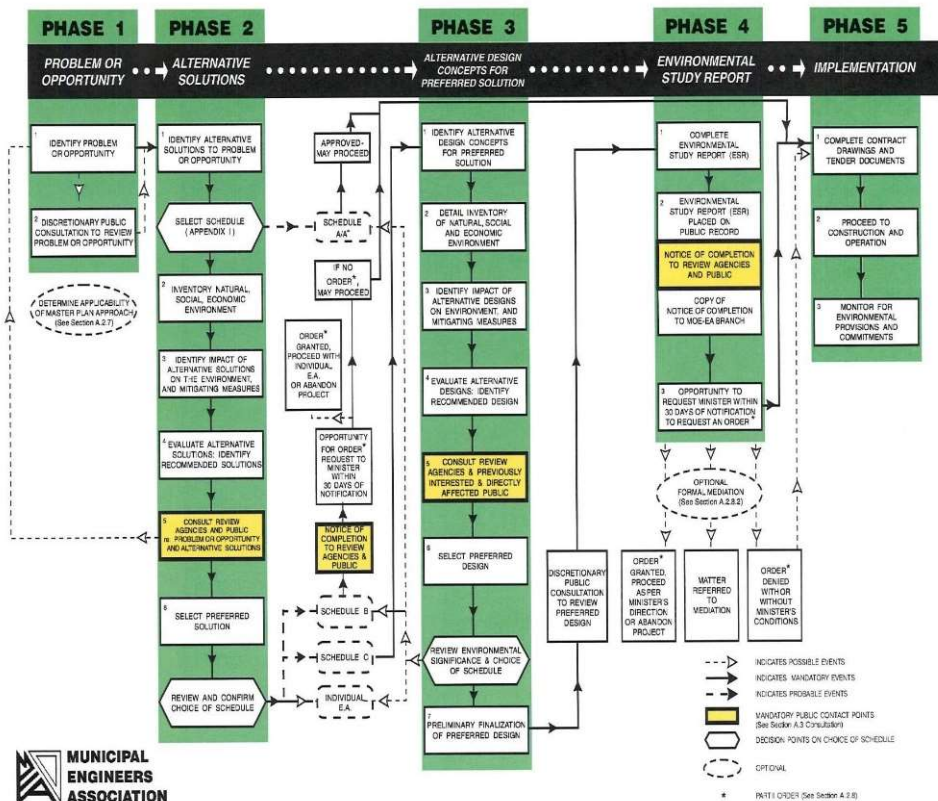 PHASE 1
PROBLEM OR
OPPORTUNITY
1
IDENTIFY PROBLEM
OR OPPORTUNITY
2
DISCRETIONARY PUBLIC
CONSULTATION TO REVIEW
PROBLEM OR OPPORTUNITY
DETERMINE APPLICABILITY
OF MASTER PLAN APPROACH
(See Section A.2.7)
PHASE 2
ALTERNATIVE
SOLUTIONS
1
IDENTIFY ALTERNATIVE
SOLUTIONS TO PROBLEM
OR OPPORTUNITY
SELECT SCHEDULE
(APPENDIX I)
2
INVENTORY NATURAL,
SOCIAL, ECONOMIC
ENVIRONMENT
3
IDENTIFY IMPACT OF
ALTERNATIVE SOLUTIONS
ON THE ENVIRONMENT,
AND MITIGATING MEASURES
4
EVALUATE ALTERNATIVE
SOLUTIONS: IDENTIFY
RECOMMENDED SOLUTIONS
5
CONSULT REVIEW
AGENCIES AND PUBLIC
re PROBLEM OR OPPORTUNITY
AND ALTERNATIVE SOLUTIONS
6
SELECT PREFERRED
SOLUTION
REVIEW AND CONFIRM
CHOICE OF SCHEDULE
APPROVED-
MAY PROCEED
SCHEDULE
A/A+
IF NO
ORDER*,
MAY PROCEED
ORDER*
GRANTED,
PROCEED WITH
INDIVIDUAL
E.A.
OR ABANDON
PROJECT
OPPORTUNITY
FOR ORDER*
REQUEST TO
MINISTER
WITHIN
30 DAYS OF
NOTIFICATION
NOTICE OF
COMPLETION
TO REVIEW
AGENCIES &
PUBLIC
SCHEDULE B
SCHEDULE C
INDIVIDUAL
E.A.
PHASE 3
ALTERNATIVE DESIGN
CONCEPTS FOR
PREFERRED SOLUTION
1
IDENTIFY ALTERNATIVE
DESIGN CONCEPTS
FOR PREFERRED
SOLUTION
2
DETAIL INVENTORY
OF NATURAL, SOCIAL
AND ECONOMIC
ENVIRONMENT
3
IDENTIFY IMPACT OF
ALTERNATIVE DESIGNS
ON ENVIRONMENT, AND
MITIGATING MEASURES
4
EVALUATE ALTERNATIVE
DESIGNS: IDENTIFY
RECOMMENDED DESIGN
5
CONSULT REVIEW
AGENCIES & PREVIOUSLY
INTERESTED & DIRECTLY
AFFECTED PUBLIC
6
SELECT PREFERRED
DESIGN
REVIEW ENVIRONMENTAL
SIGNIFICANCE & CHOICE
OF SCHEDULE
7
PRELIMINARY FINALIZATION
OF PREFERRED DESIGN
DISCRETIONARY
PUBLIC
CONSULTATION
TO REVIEW
PREFERRED
DESIGN
PHASE 4
ENVIRONMENTAL
STUDY REPORT
1
COMPLETE
ENVIRONMENTAL
STUDY REPORT (ESR)
2
ENVIRONMENTAL
STUDY REPORT (ESR)
PLACED ON
PUBLIC RECORD
NOTICE OF COMPLETION
TO REVIEW AGENCIES
AND PUBLIC
COPY OF
NOTICE OF COMPLETION
TO MOE-EA BRANCH
3
OPPORTUNITY TO
REQUEST MINISTER WITHIN
30 DAYS OF NOTIFICATION
TO REQUEST AN ORDER*
OPTIONAL
FORMAL MEDIATION
(See Section A.2.8.2)
ORDER*
GRANTED,
PROCEED
AS PER
MINISTER'S
DIRECTION
OR ABANDON
PROJECT
MATTER
REFERRED
TO
MEDIATION
ORDER*
DENIED
WITH OR
WITHOUT
MINISTER'S
CONDITIONS
PHASE 5
IMPLEMENTATION
1
COMPLETE CONTRACT
DRAWINGS AND
TENDER DOCUMENTS
2
PROCEED TO
CONSTRUCTION AND
OPERATION
3
MONITOR FOR
ENVIRONMENTAL
PROVISIONS AND
COMMITMENTS
INDICATES POSSIBLE EVENTS
INDICATES MANDATORY EVENTS
INDICATES PROBABLE EVENTS
MANDATORY PUBLIC CONTACT POINTS
(See Section A.3 Consultation)
DECISION POINTS ON CHOICE OF SCHEDULE
OPTIONAL
* PART II ORDER (See Section A.2.8)
MUNICIPAL
ENGINEERS
ASSOCIATION